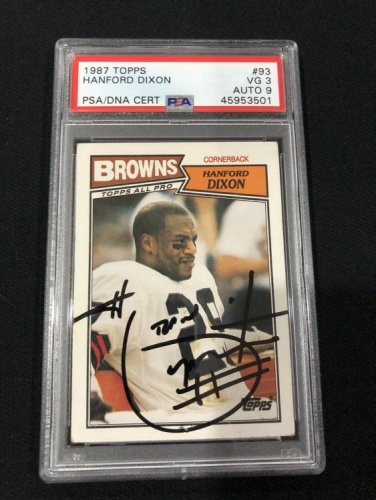 1987 TOPPS #93
HANFORD DIXON VG 3
AUTO 9
PSA/DNA CERT PSA 45953501
BROWNS
CORNERBACK
TOPPS ALL PRO
HANFORD
DIXON
TOPPS